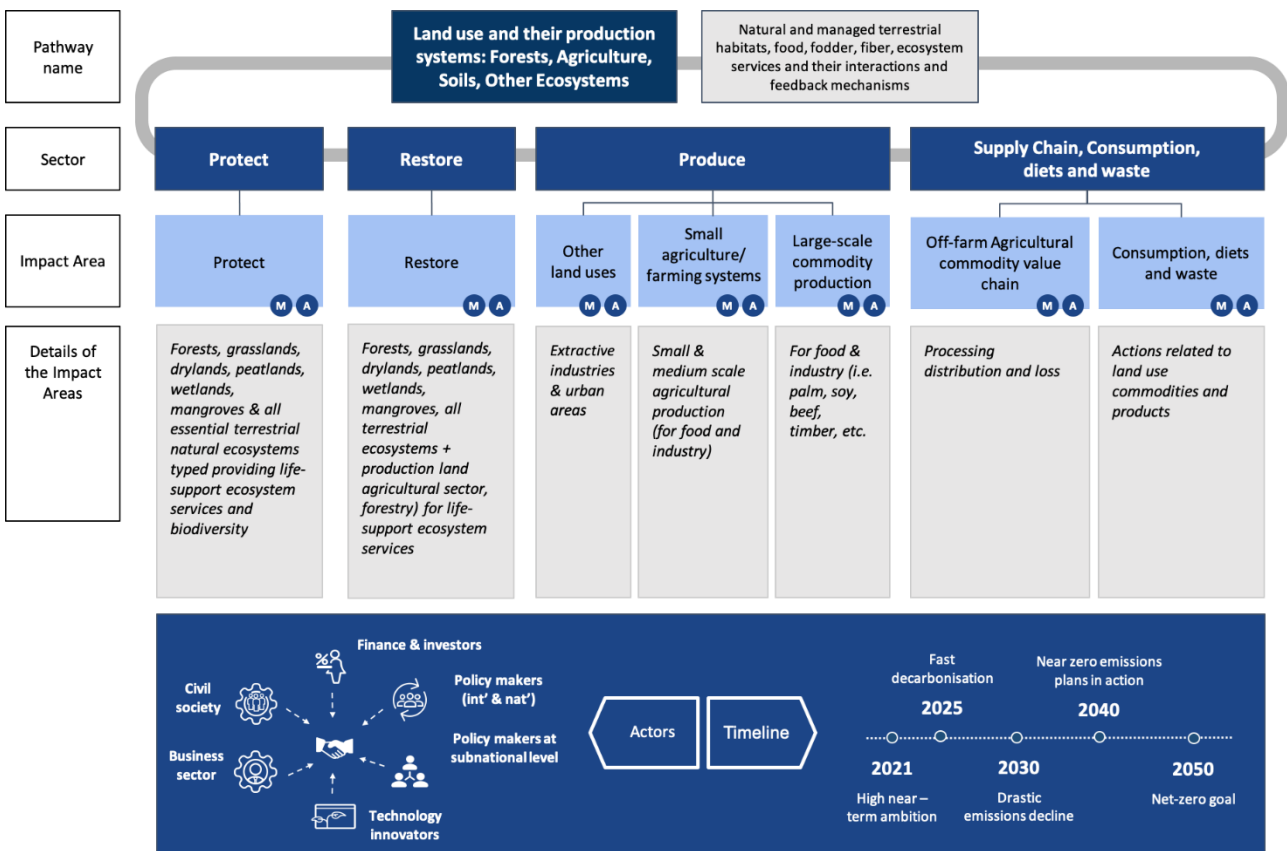 Pathway
name
Land use and their production
systems: Forests, Agriculture,
Soils, Other Ecosystems
Natural and managed terrestrial
habitats, food, fodder, fiber, ecosystem
services and their interactions and
feedback mechanisms
Sector
Protect
Restore
Produce
Supply Chain, Consumption,
diets and waste
Impact Area
Protect
M A
Restore
M A
Other
land uses
M A
Small
agriculture/
farming systems
M A
Large-scale
commodity
production
M A
Off-farm Agricultural
commodity value
chain
M A
Consumption, diets
and waste
M A
Details of
the Impact
Areas
Forests, grasslands,
drylands, peatlands,
wetlands,
mangroves & all
essential terrestrial
natural ecosystems
typed providing life-
support ecosystem
services and
biodiversity
Forests, grasslands,
drylands, peatlands,
wetlands,
mangroves, all
terrestrial
ecosystems +
production land
agricultural sector,
forestry) for life-
support ecosystem
services
Extractive
industries
& urban
areas
Small &
medium scale
agricultural
production
(for food and
industry)
For food &
industry (i.e.
palm, soy,
beef,
timber, etc.
Processing
distribution and loss
Actions related to
land use
commodities and
products
Finance & investors
%
Civil
society
Policy makers
(int' & nat')
Business
sector
Policy makers at
subnational level
Technology
innovators
Actors
Timeline
Fast
decarbonisation
2025
Near zero emissions
plans in action
2040
2021
High near –
term ambition
2030
Drastic
emissions decline
2050
Net-zero goal